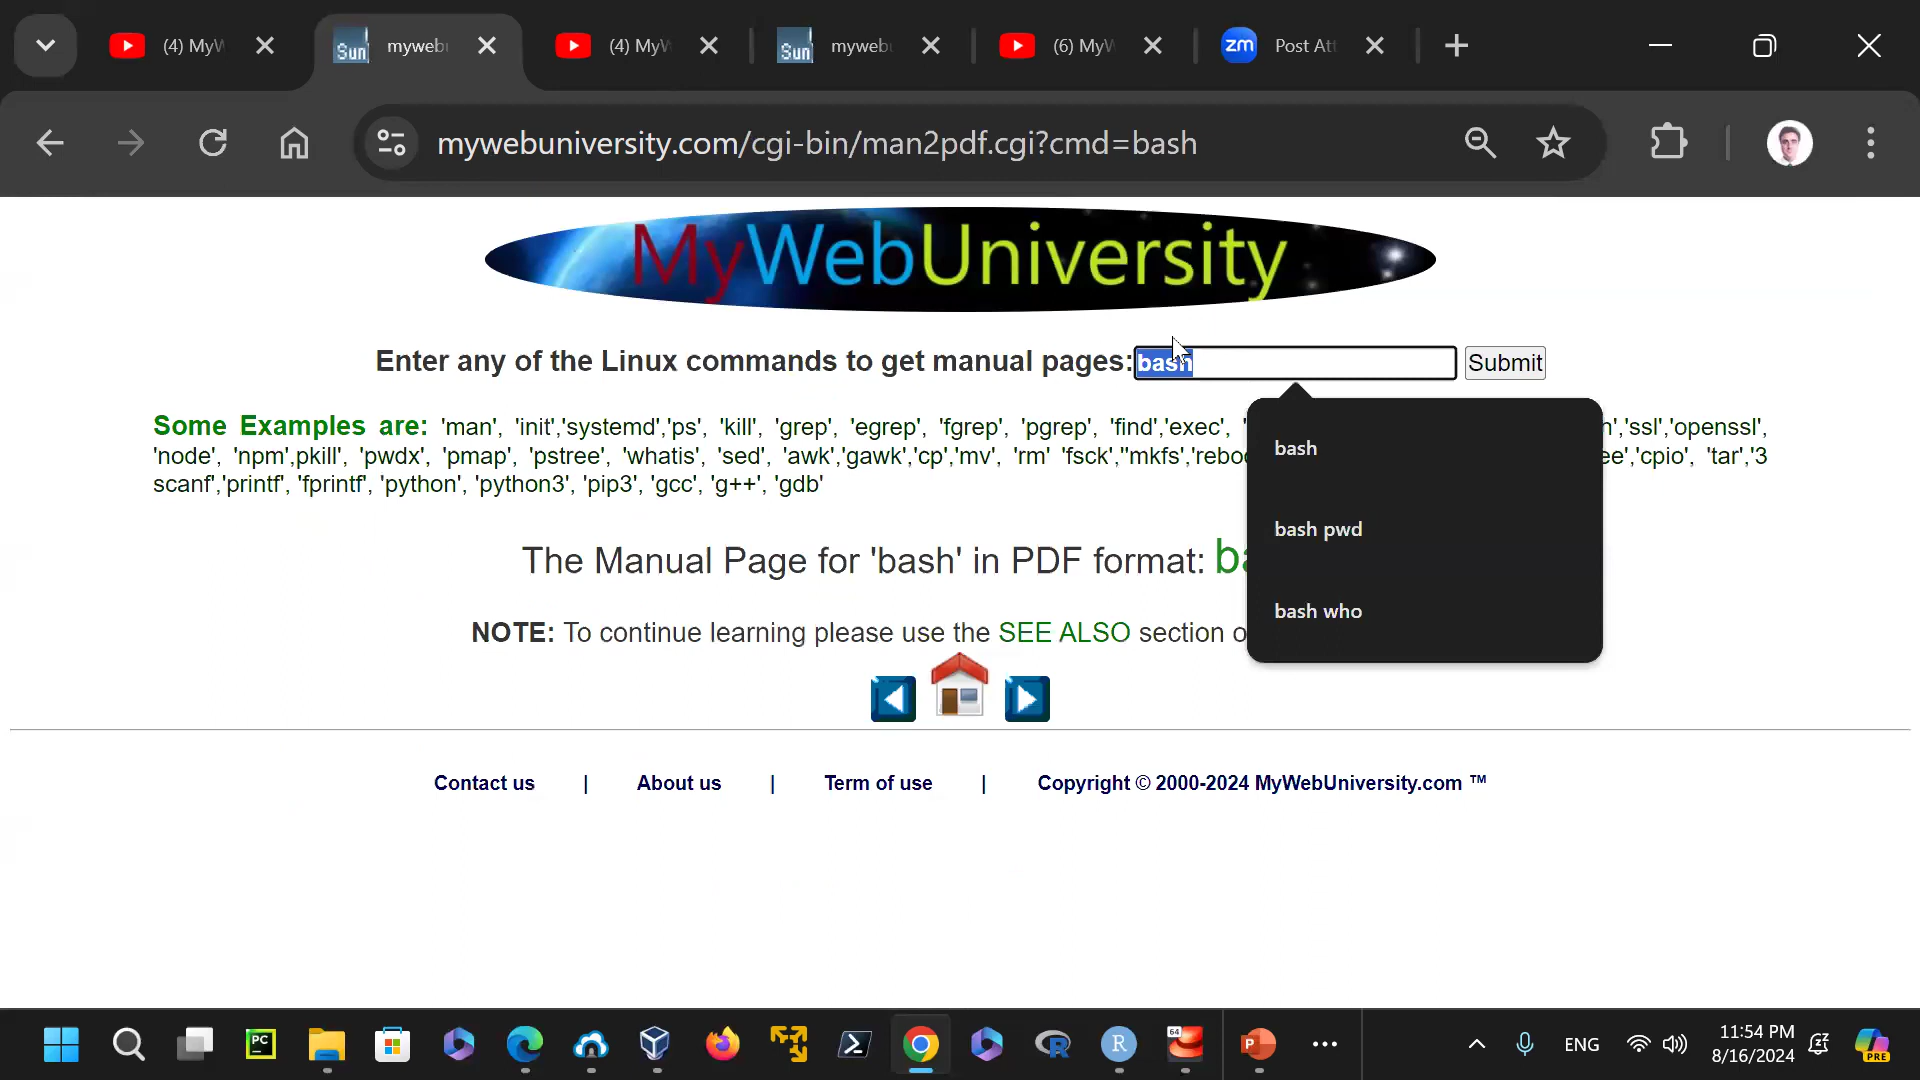 (4) MyW
mywebu
(4) MyW
mywebu
(6) MyW
zm Post Att
mywebuniversity.com/cgi-bin/man2pdf.cgi?cmd=bash
MyWebUniversity
Enter any of the Linux commands to get manual pages: bash Submit
Some Examples are: 'man', 'init','systemd','ps', 'kill', 'grep', 'egrep', 'fgrep', 'pgrep', 'find','exec', ,'ssl','openssl',
'node', 'npm',pkill', 'pwdx', 'pmap', 'pstree', 'whatis', 'sed', 'awk','gawk','cp','mv', 'rm' 'fsck',"mkfs','reboo ee','cpio', 'tar','3
scanf','printf', 'fprintf', 'python', 'python3', 'pip3', 'gcc', 'g++', 'gdb'
bash
bash pwd
bash who
The Manual Page for 'bash' in PDF format: ba
NOTE: To continue learning please use the SEE ALSO section o
Contact us | About us | Term of use | Copyright © 2000-2024 MyWebUniversity.com ™
ENG
11:54 PM
8/16/2024